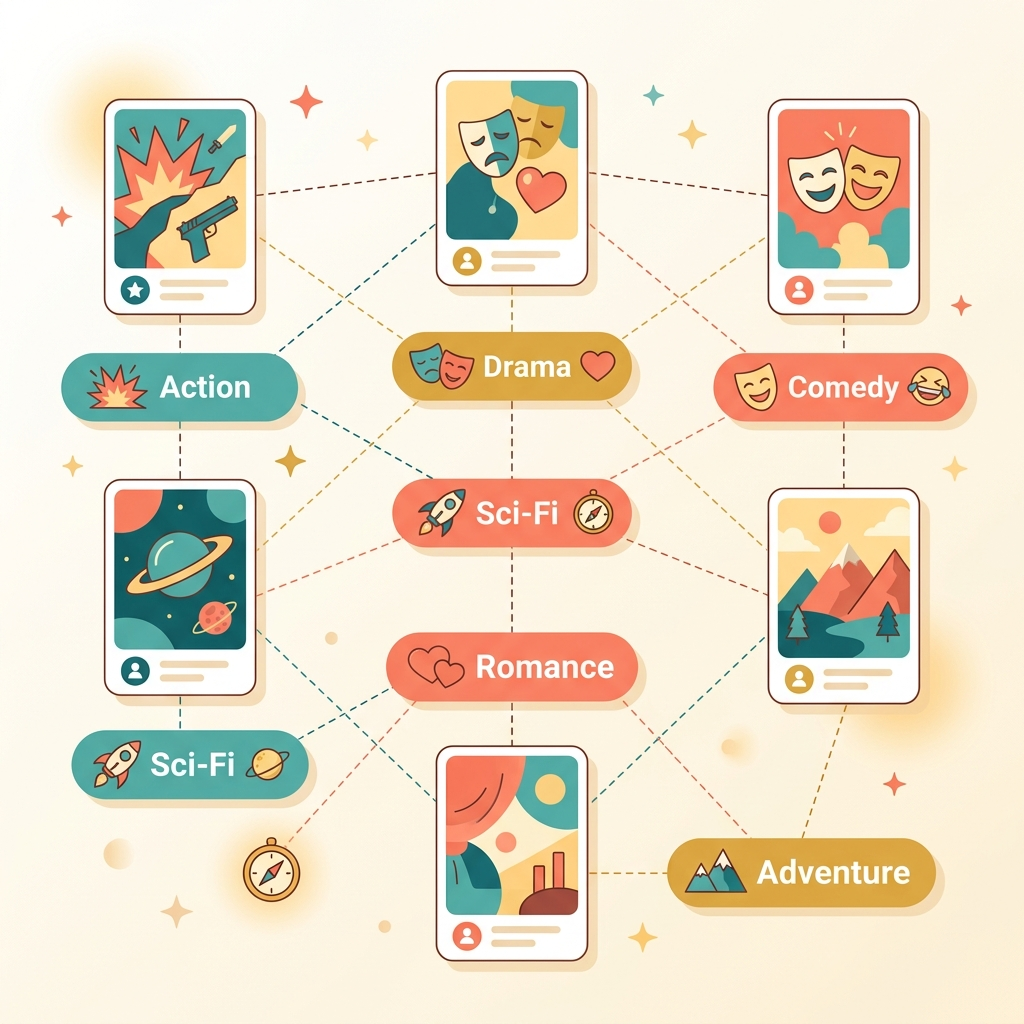 Action
Drama
Comedy
Sci-Fi
Romance
Sci-Fi
Adventure